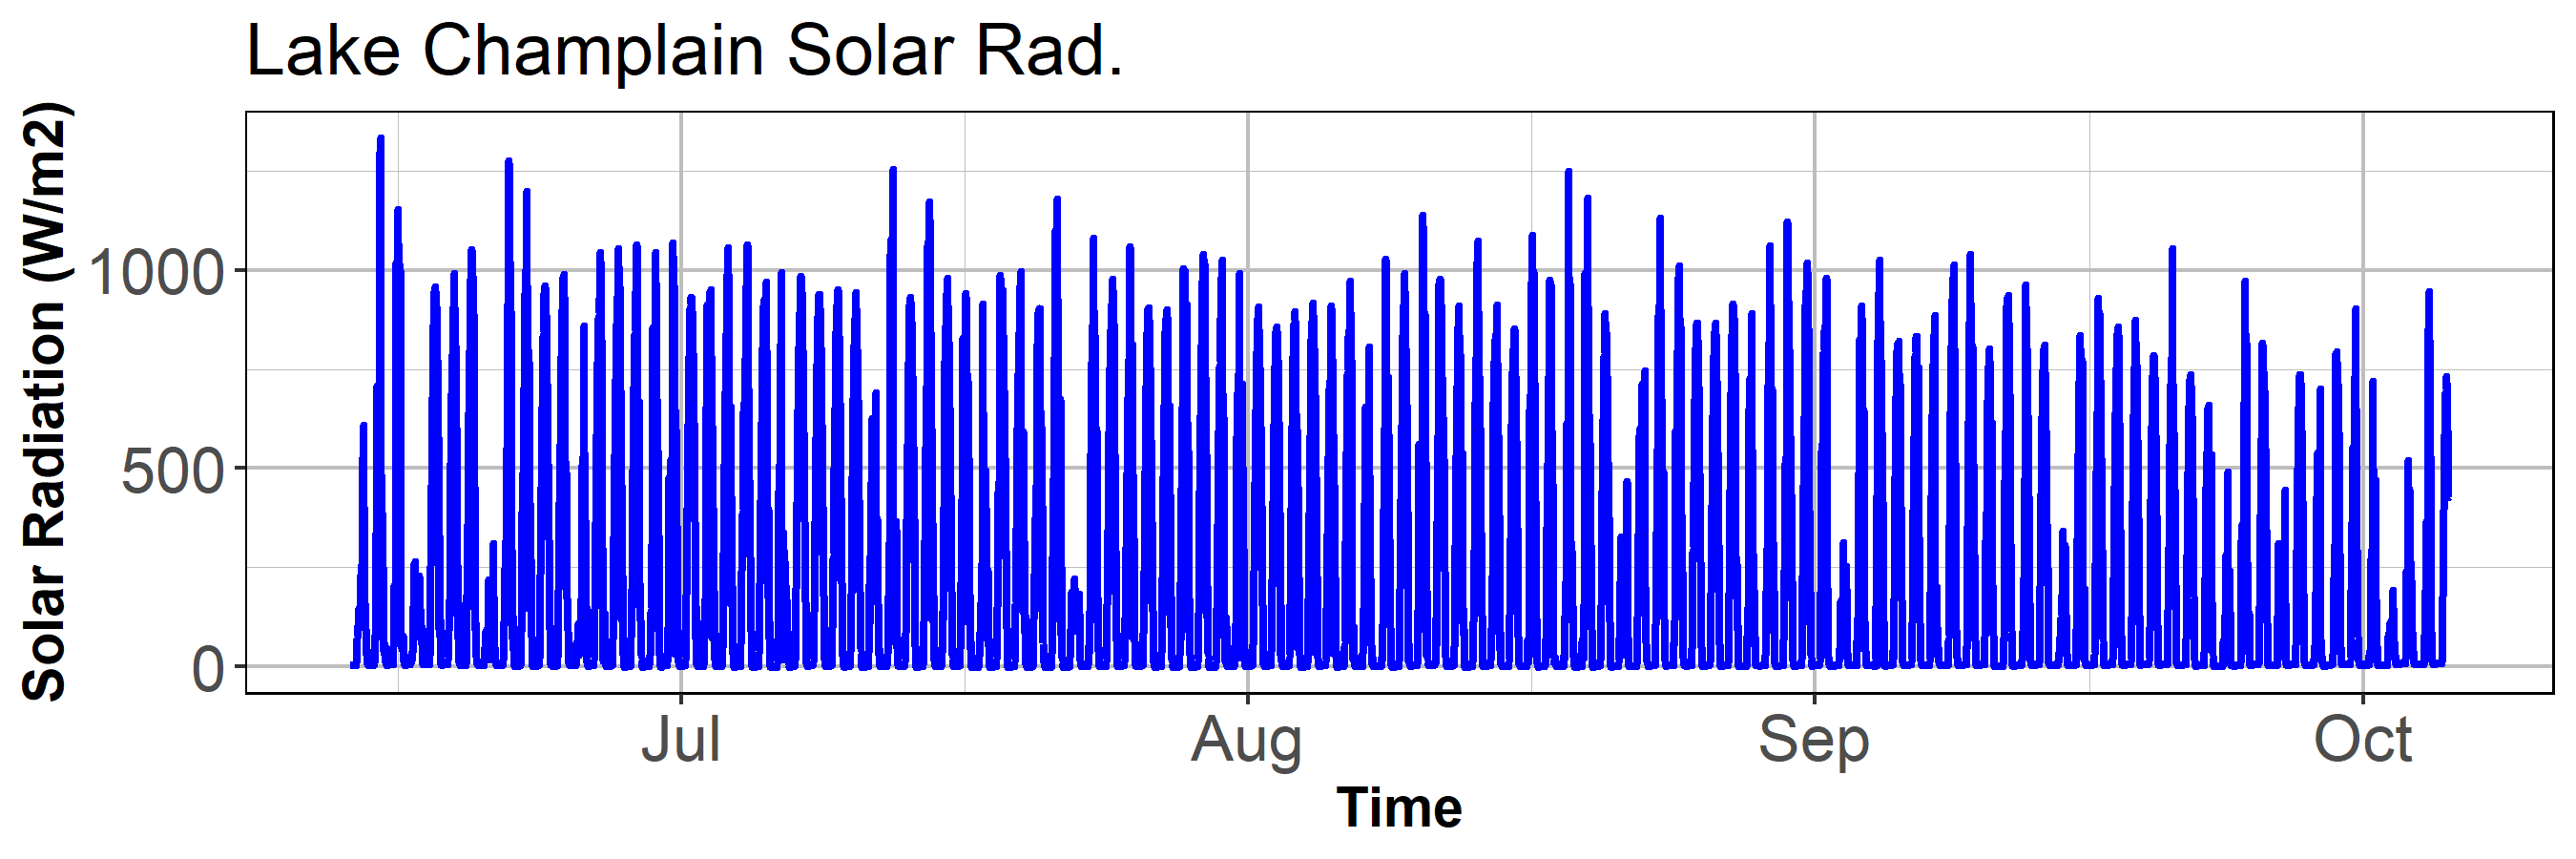 Lake Champlain Solar Rad.
Solar Radiation (W/m2)
1000
500
0
Jul Aug Sep Oct
Time